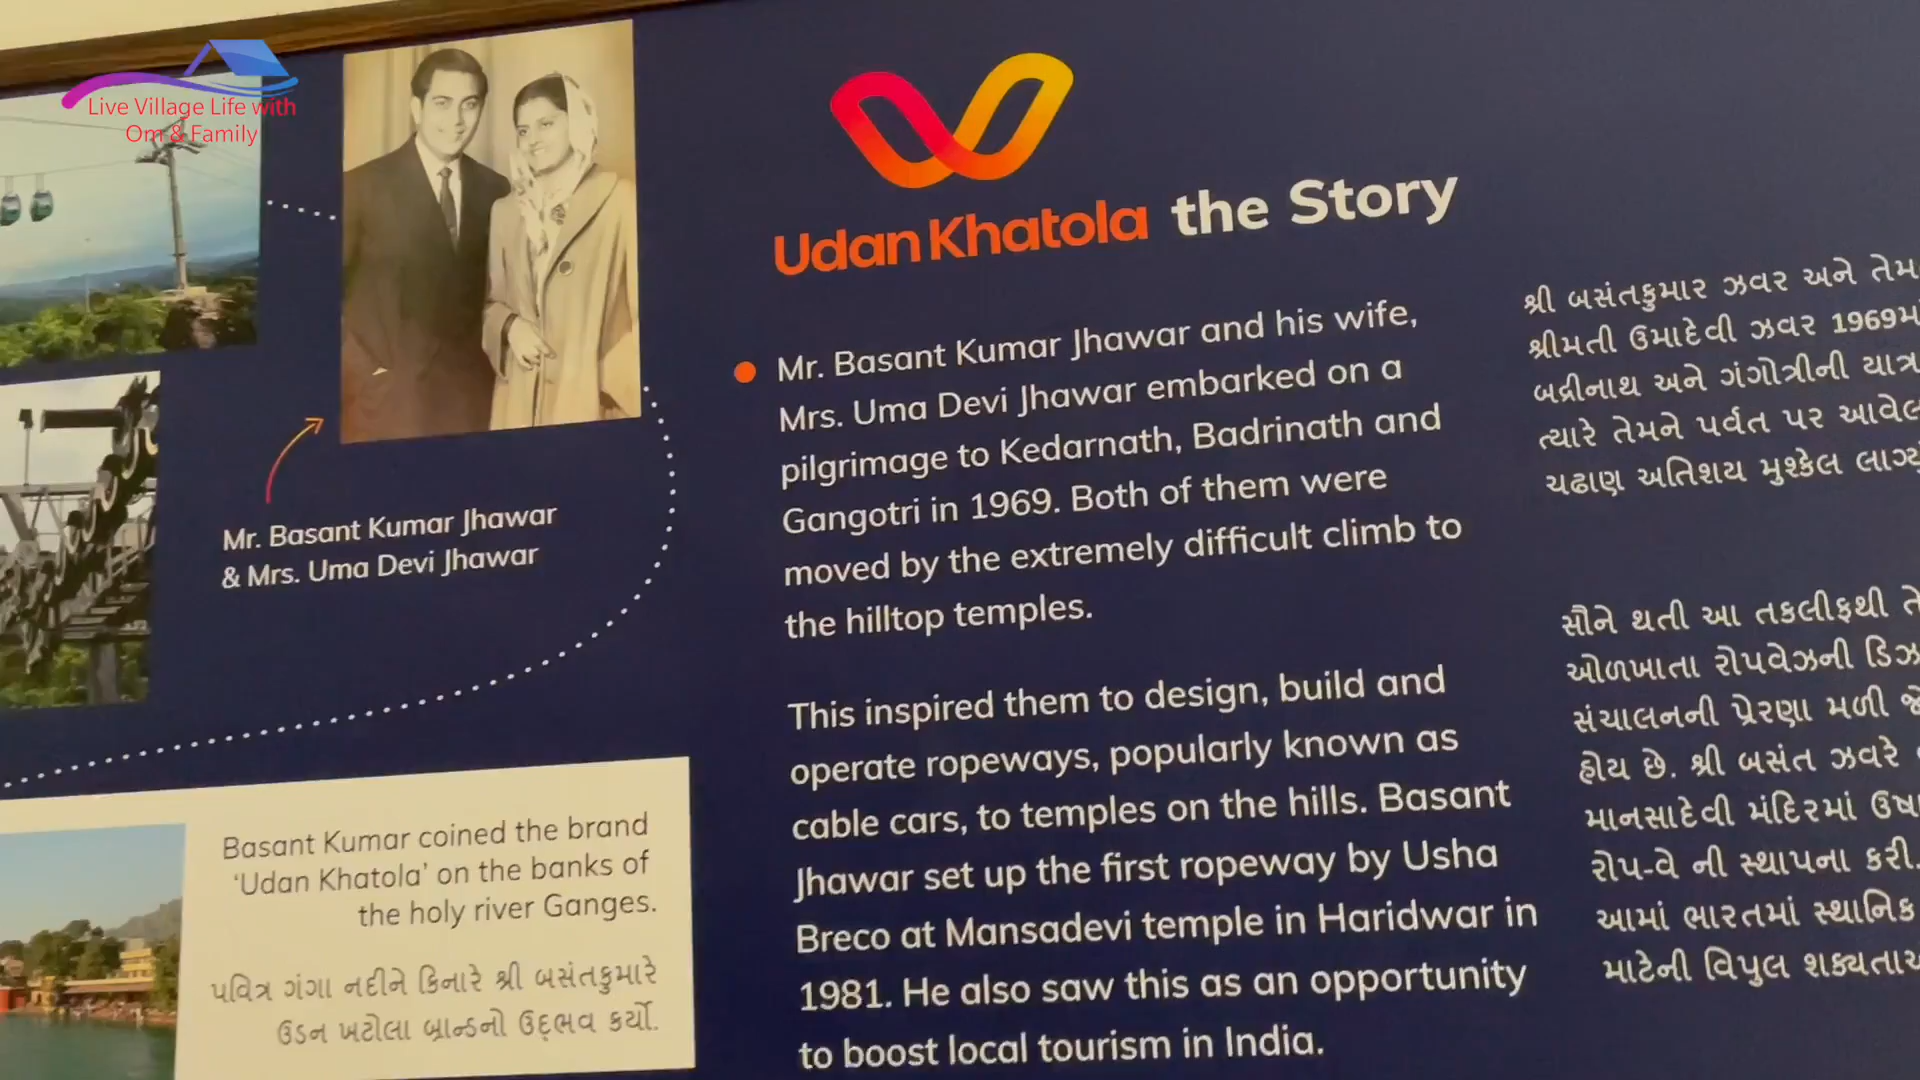 Live Village Life with
Om & Family
Mr. Basant Kumar Jhawar
& Mrs. Uma Devi Jhawar
Basant Kumar coined the brand
‘Udan Khatola’ on the banks of
the holy river Ganges.
પવિત્ર ગંગા નદીને કિનારે શ્રી બસંતકુમારે
ઉડન ખટોલા બ્રાન્ડનો ઉદ્ભવ કર્યો.
Udan Khatola the Story
Mr. Basant Kumar Jhawar and his wife,
Mrs. Uma Devi Jhawar embarked on a
pilgrimage to Kedarnath, Badrinath and
Gangotri in 1969. Both of them were
moved by the extremely difficult climb to
the hilltop temples.
This inspired them to design, build and
operate ropeways, popularly known as
cable cars, to temples on the hills. Basant
Jhawar set up the first ropeway by Usha
Breco at Mansadevi temple in Haridwar in
1981. He also saw this as an opportunity
to boost local tourism in India.
શ્રી બસંતકુમાર ઝવર અને
શ્રીમતી ઉમાદેવી ઝવર 1969
બદ્રીનાથ અને ગંગોત્રીની
ત્યારે તેમને પર્વત પર
ચઢાણ અતિશય મુશ્કેલ
સૌને થતી આ તકલીફથી
ઓળખાતા રોપવેઝની
સંચાલનની પ્રેરણા મળી
હોય છે. શ્રી બસંત ઝવરે
માનસાદેવી મંદિરમાં
રોપ-વે ની સ્થાપના કરી.
આમાં ભારતમાં સ્થાનિક
માટેની વિપુલ